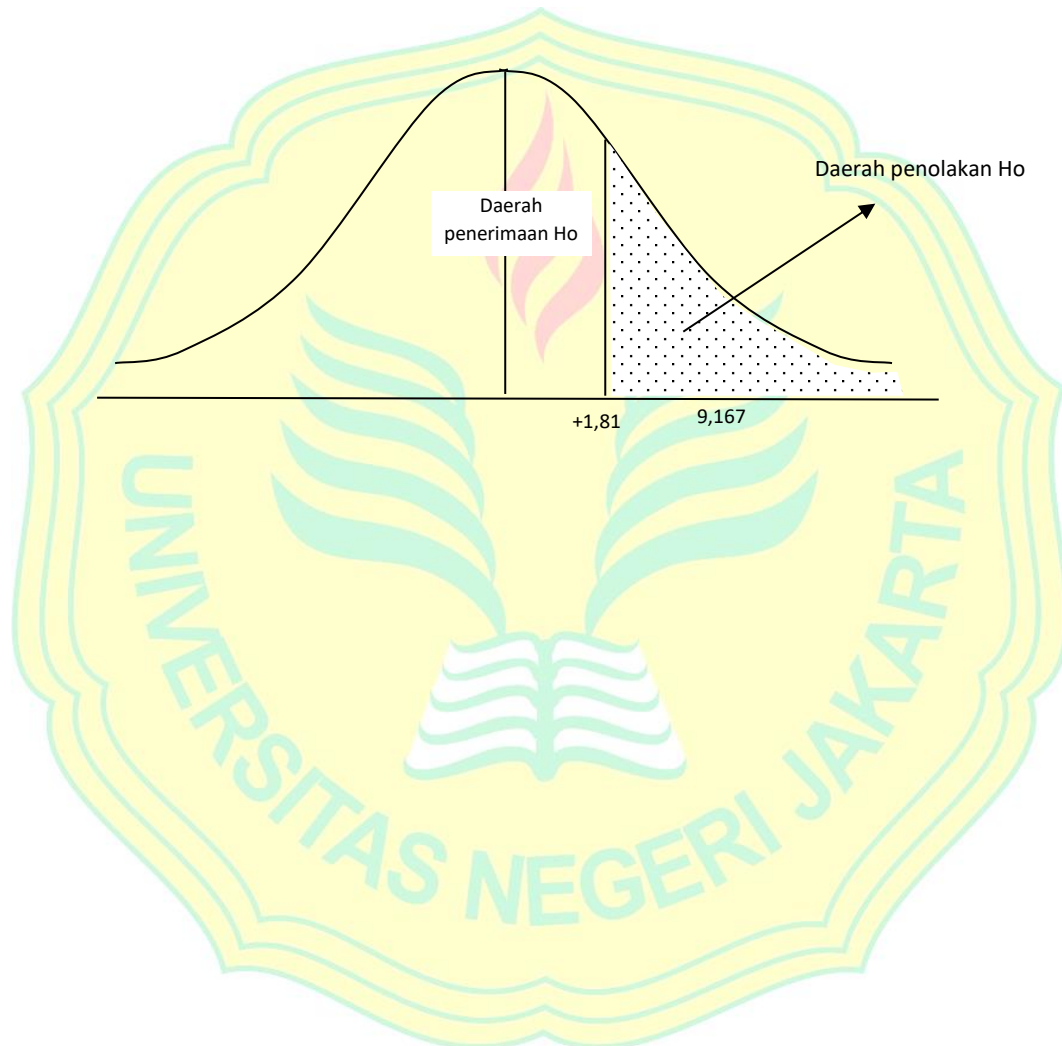 Daerah penolakan Ho
Daerah
penerimaan Ho
+1,81
9,167
UNIVERSITAS NEGERI JAKARTA